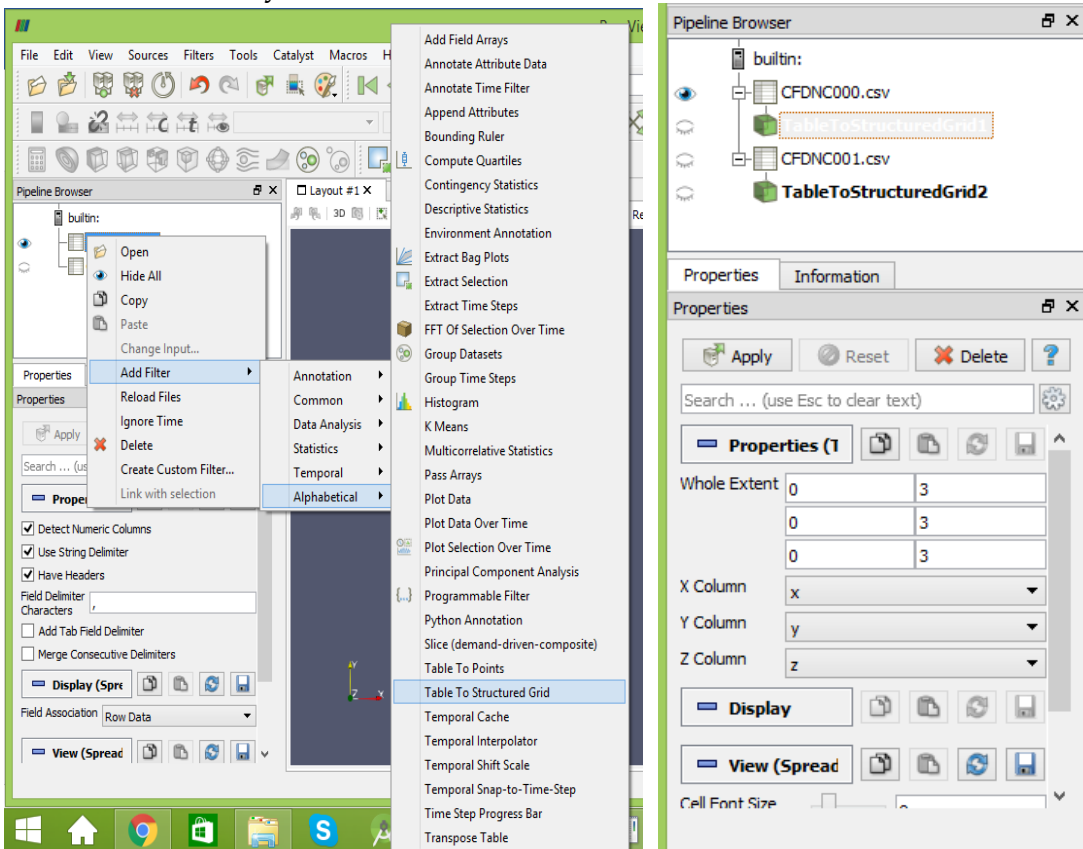 File Edit View Sources Filters Tools Catalyst Macros H
Pipeline Browser
Layout #1 X
3D
builtin:
Open
Hide All
Copy
Paste
Change Input...
Add Filter
Reload Files
Ignore Time
Delete
Create Custom Filter...
Link with selection
Annotation
Common
Data Analysis
Statistics
Temporal
Alphabetical
Add Field Arrays
Annotate Attribute Data
Annotate Time Filter
Append Attributes
Bounding Ruler
Compute Quartiles
Contingency Statistics
Descriptive Statistics
Environment Annotation
Extract Bag Plots
Extract Selection
Extract Time Steps
FFT Of Selection Over Time
Group Datasets
Group Time Steps
Histogram
K Means
Multicorrelative Statistics
Pass Arrays
Plot Data
Plot Data Over Time
Plot Selection Over Time
Principal Component Analysis
Programmable Filter
Python Annotation
Slice (demand-driven-composite)
Table To Points
Table To Structured Grid
Temporal Cache
Temporal Interpolator
Temporal Shift Scale
Temporal Snap-to-Time-Step
Time Step Progress Bar
Transpose Table
Properties
Properties
Apply
Search ... (us
Proper
Detect Numeric Columns
Use String Delimiter
Have Headers
Field Delimiter
Characters ,
Add Tab Field Delimiter
Merge Consecutive Delimiters
Display (Spre
Field Association Row Data
View (Spread
Y
Z X
Pipeline Browser
builtin:
CFDNC000.csv
TableToStructuredGrid1
CFDNC001.csv
TableToStructuredGrid2
Properties Information
Properties
Apply Reset Delete ?
Search ... (use Esc to clear text)
Properties (T
Whole Extent 0 3
0 3
0 3
X Column x
Y Column y
Z Column z
Display
View (Spread
Cell Font Size